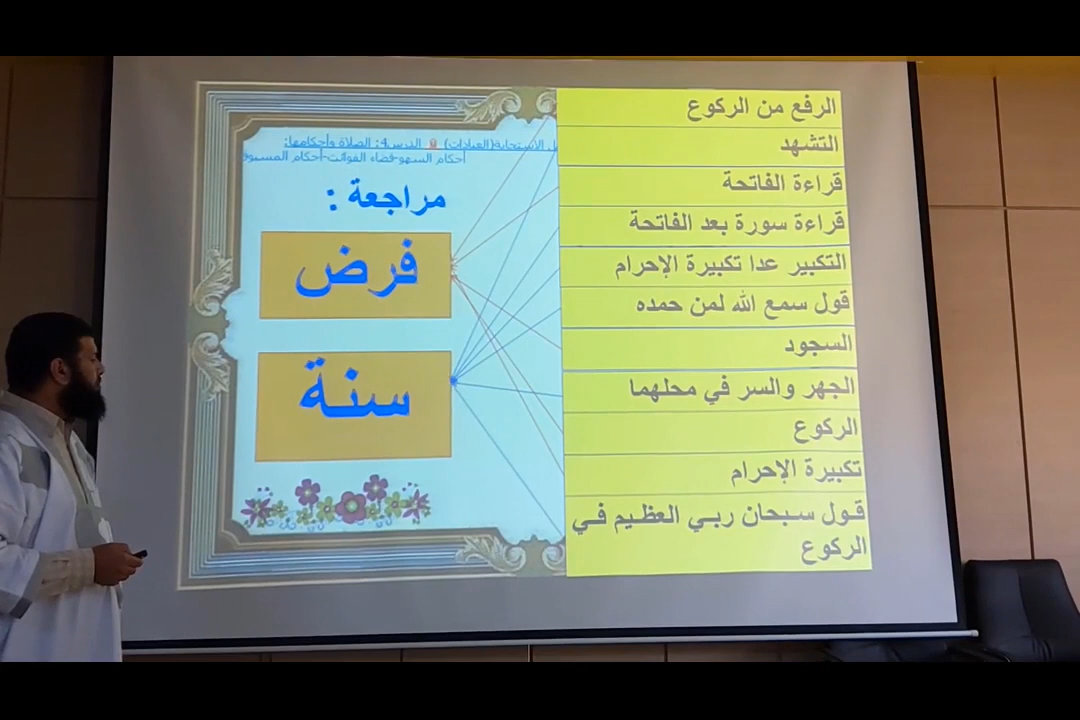 الاستجابة(العبادات) الدرس4: الصلاة وأحكامها:
أحكام السهو-قضاء الفوائت-أحكام المسبوق
مراجعة :
فرض
سنة
الرفع من الركوع
التشهد
قراءة الفاتحة
قراءة سورة بعد الفاتحة
التكبير عدا تكبيرة الإحرام
قول سمع الله لمن حمده
السجود
الجهر والسر في محلهما
الركوع
تكبيرة الإحرام
قول سبحان ربي العظيم في
الركوع